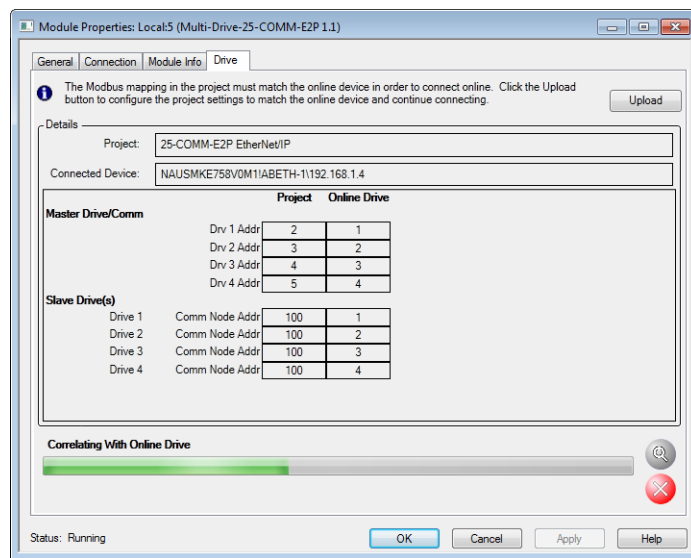 Module Properties: Local:5 (Multi-Drive-25-COMM-E2P 1.1)
General Connection Module Info Drive
The Modbus mapping in the project must match the online device in order to connect online. Click the Upload
button to configure the project settings to match the online device and continue connecting.
Upload
Details
Project: 25-COMM-E2P EtherNet/IP
Connected Device: NAUSMKE758V0M1!ABETH-1\192.168.1.4
Project Online Drive
Master Drive/Comm
Drv 1 Addr 2 1
Drv 2 Addr 3 2
Drv 3 Addr 4 3
Drv 4 Addr 5 4
Slave Drive(s)
Drive 1 Comm Node Addr 100 1
Drive 2 Comm Node Addr 100 2
Drive 3 Comm Node Addr 100 3
Drive 4 Comm Node Addr 100 4
Correlating With Online Drive
Status: Running
OK Cancel Apply Help